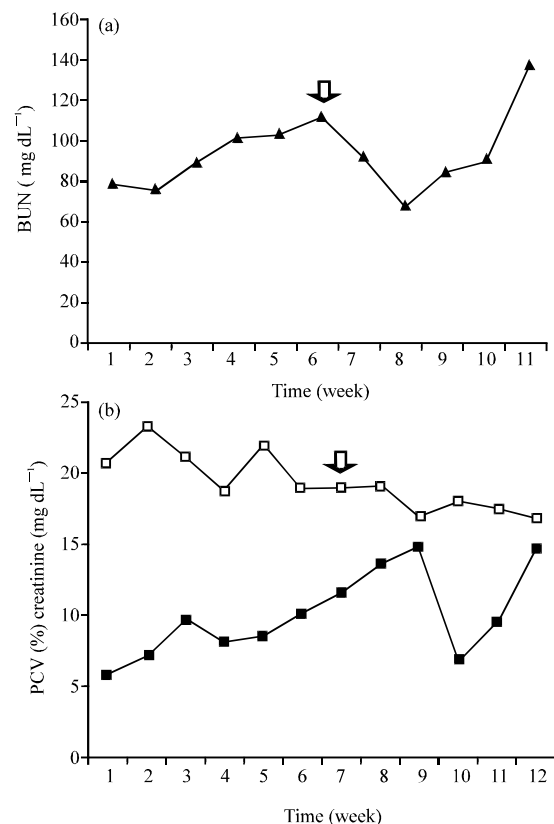 (a)
BUN ( mg dL⁻¹)
160
140
120
100
80
60
40
20
0
1 2 3 4 5 6 7 8 9 10 11
Time (week)
(b)
PCV (%) creatinine (mg dL⁻¹)
25
20
15
10
5
0
1 2 3 4 5 6 7 8 9 10 11 12
Time (week)